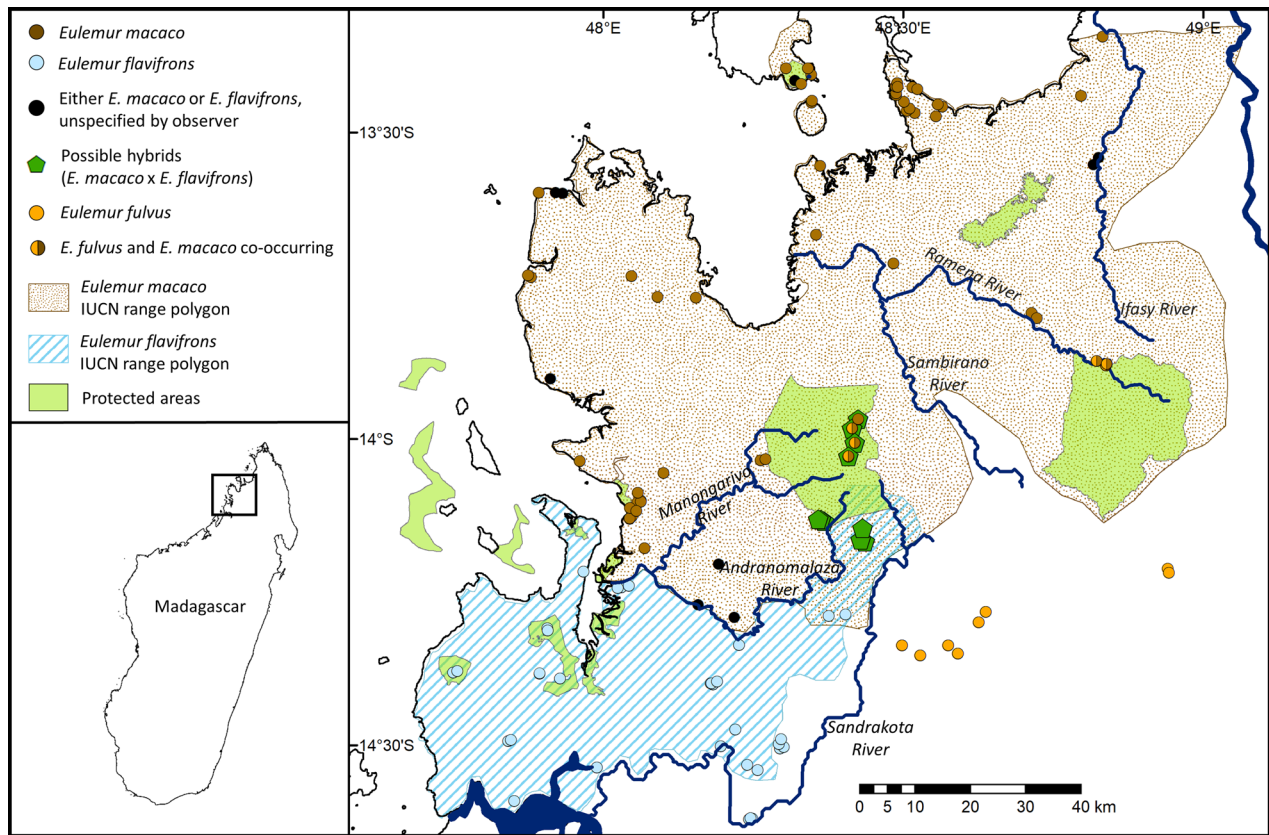 Eulemur macaco
Eulemur flavifrons
Either E. macaco or E. flavifrons,
unspecified by observer
Possible hybrids
(E. macaco x E. flavifrons)
Eulemur fulvus
E. fulvus and E. macaco co-occurring
Eulemur macaco
IUCN range polygon
Eulemur flavifrons
IUCN range polygon
Protected areas
Madagascar
48°E
48°30'E
49°E
13°30'S
14°S
14°30'S
Ramena River
Ifasy River
Sambirano
River
Manongarivo
River
Andranomalaza
River
Sandrakota
River
0 5 10 20 30 40 km